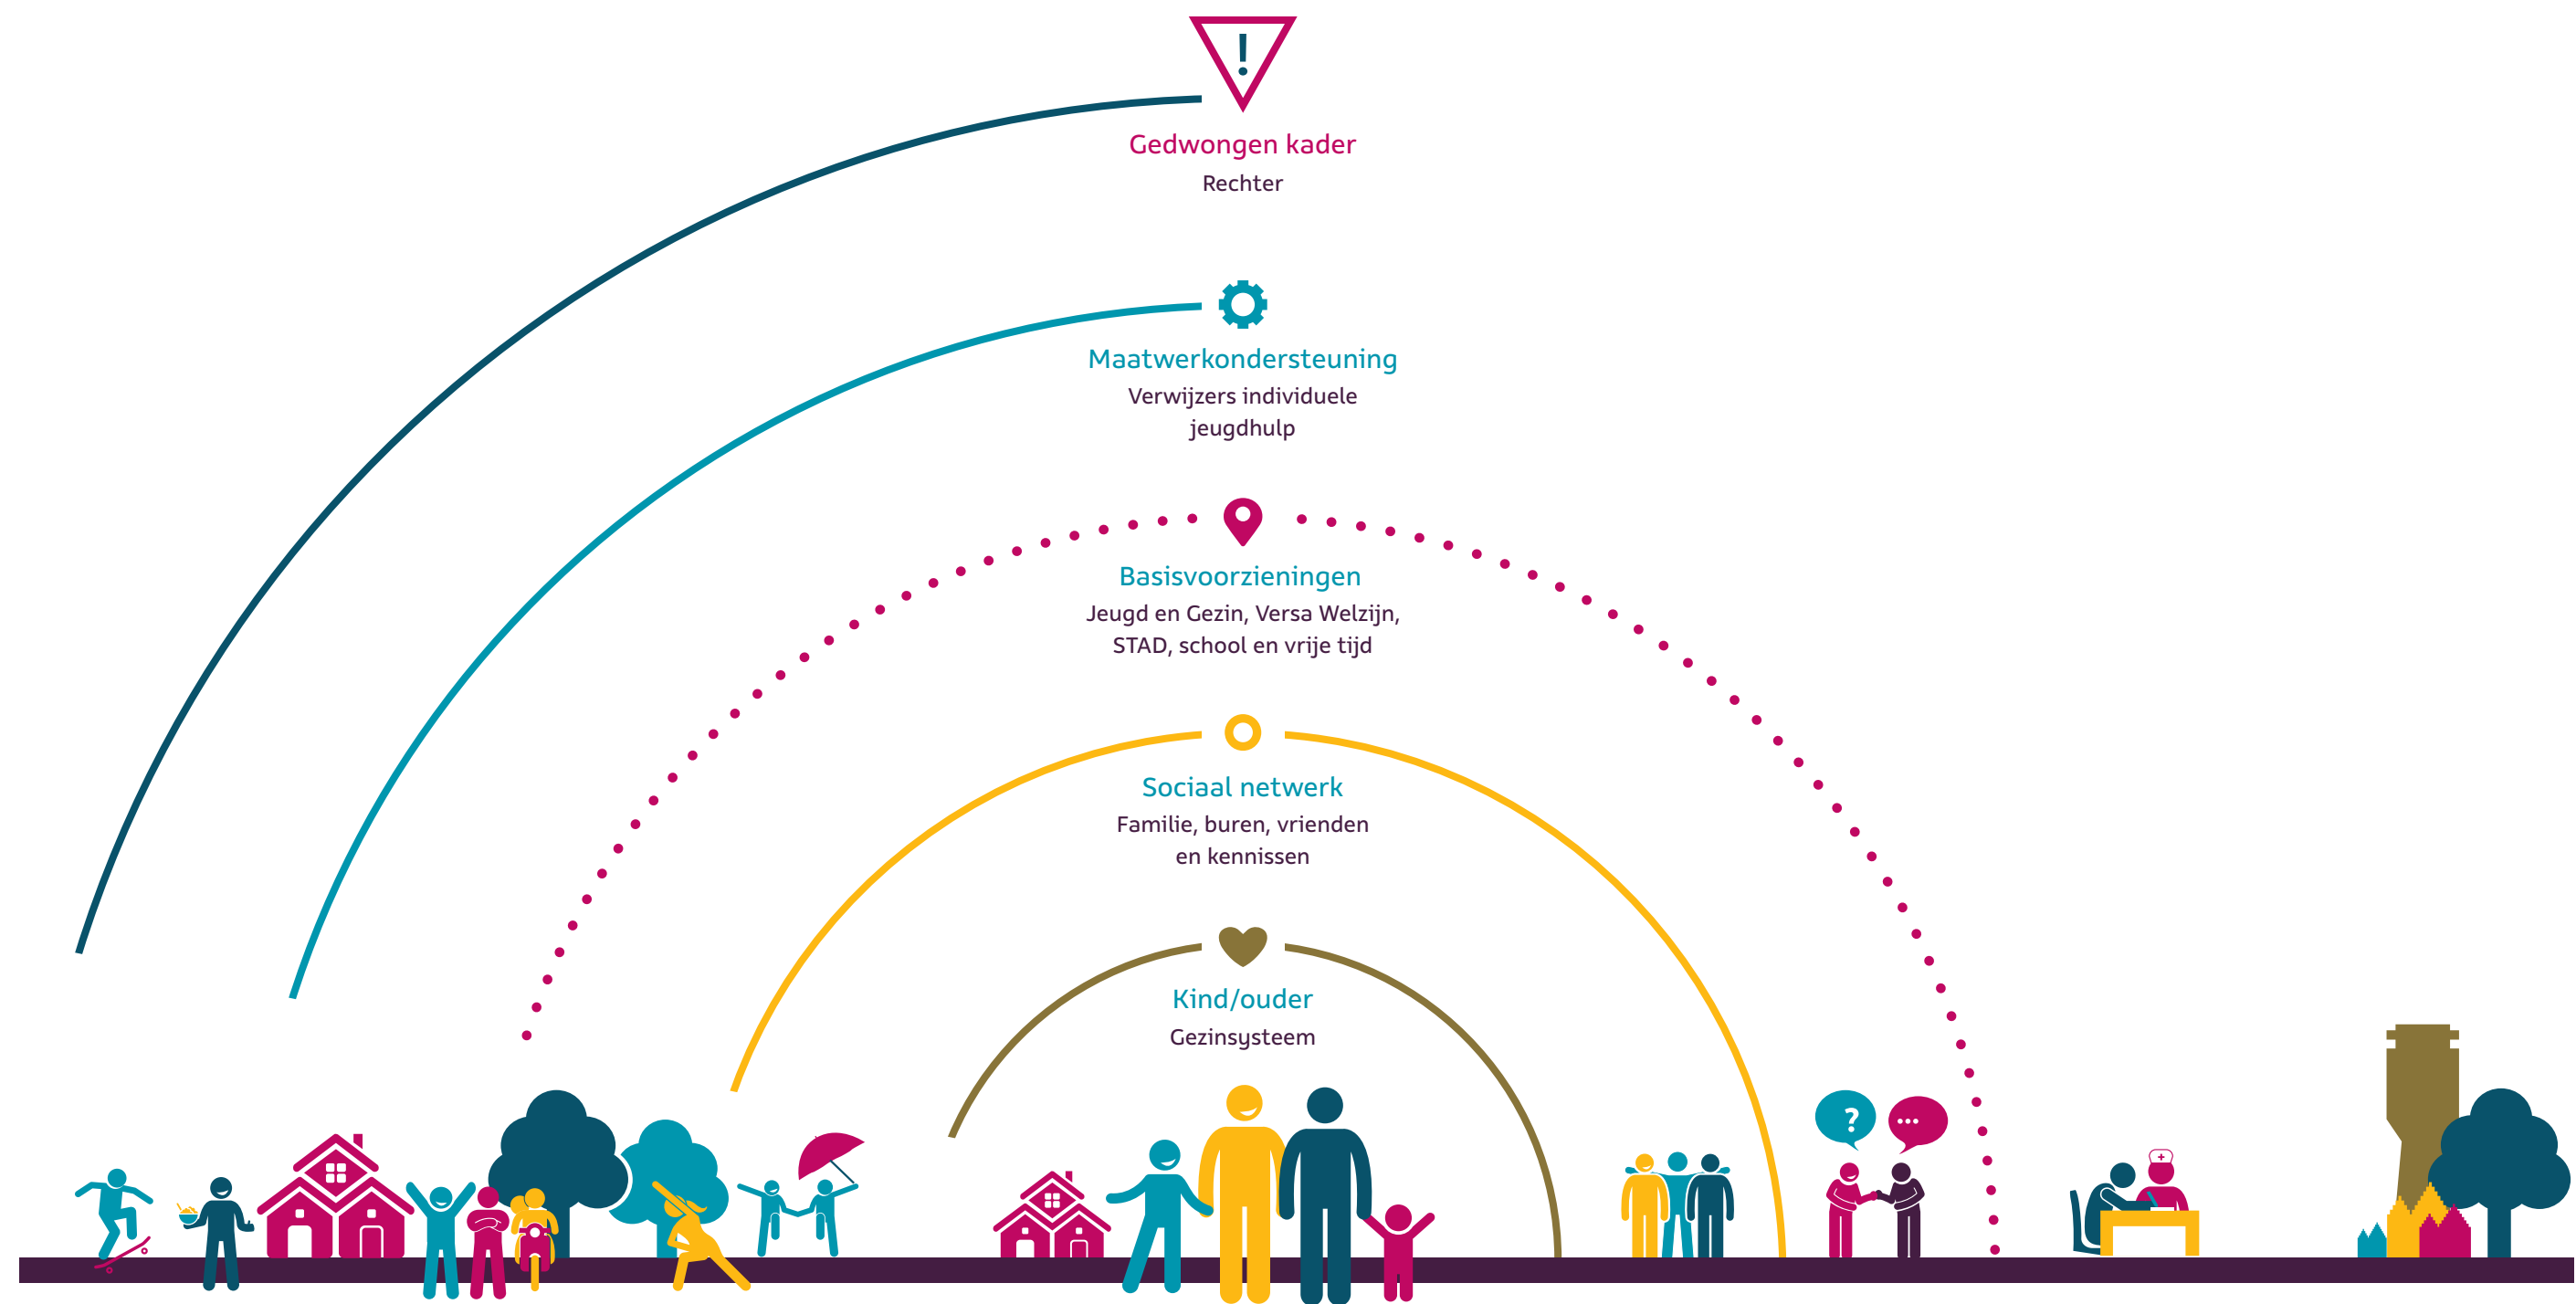 !
Gedwongen kader
Rechter
Maatwerkondersteuning
Verwijzers individuele
jeugdhulp
Basisvoorzieningen
Jeugd en Gezin, Versa Welzijn,
STAD, school en vrije tijd
Sociaal netwerk
Familie, buren, vrienden
en kennissen
Kind/ouder
Gezinsysteem
?
...